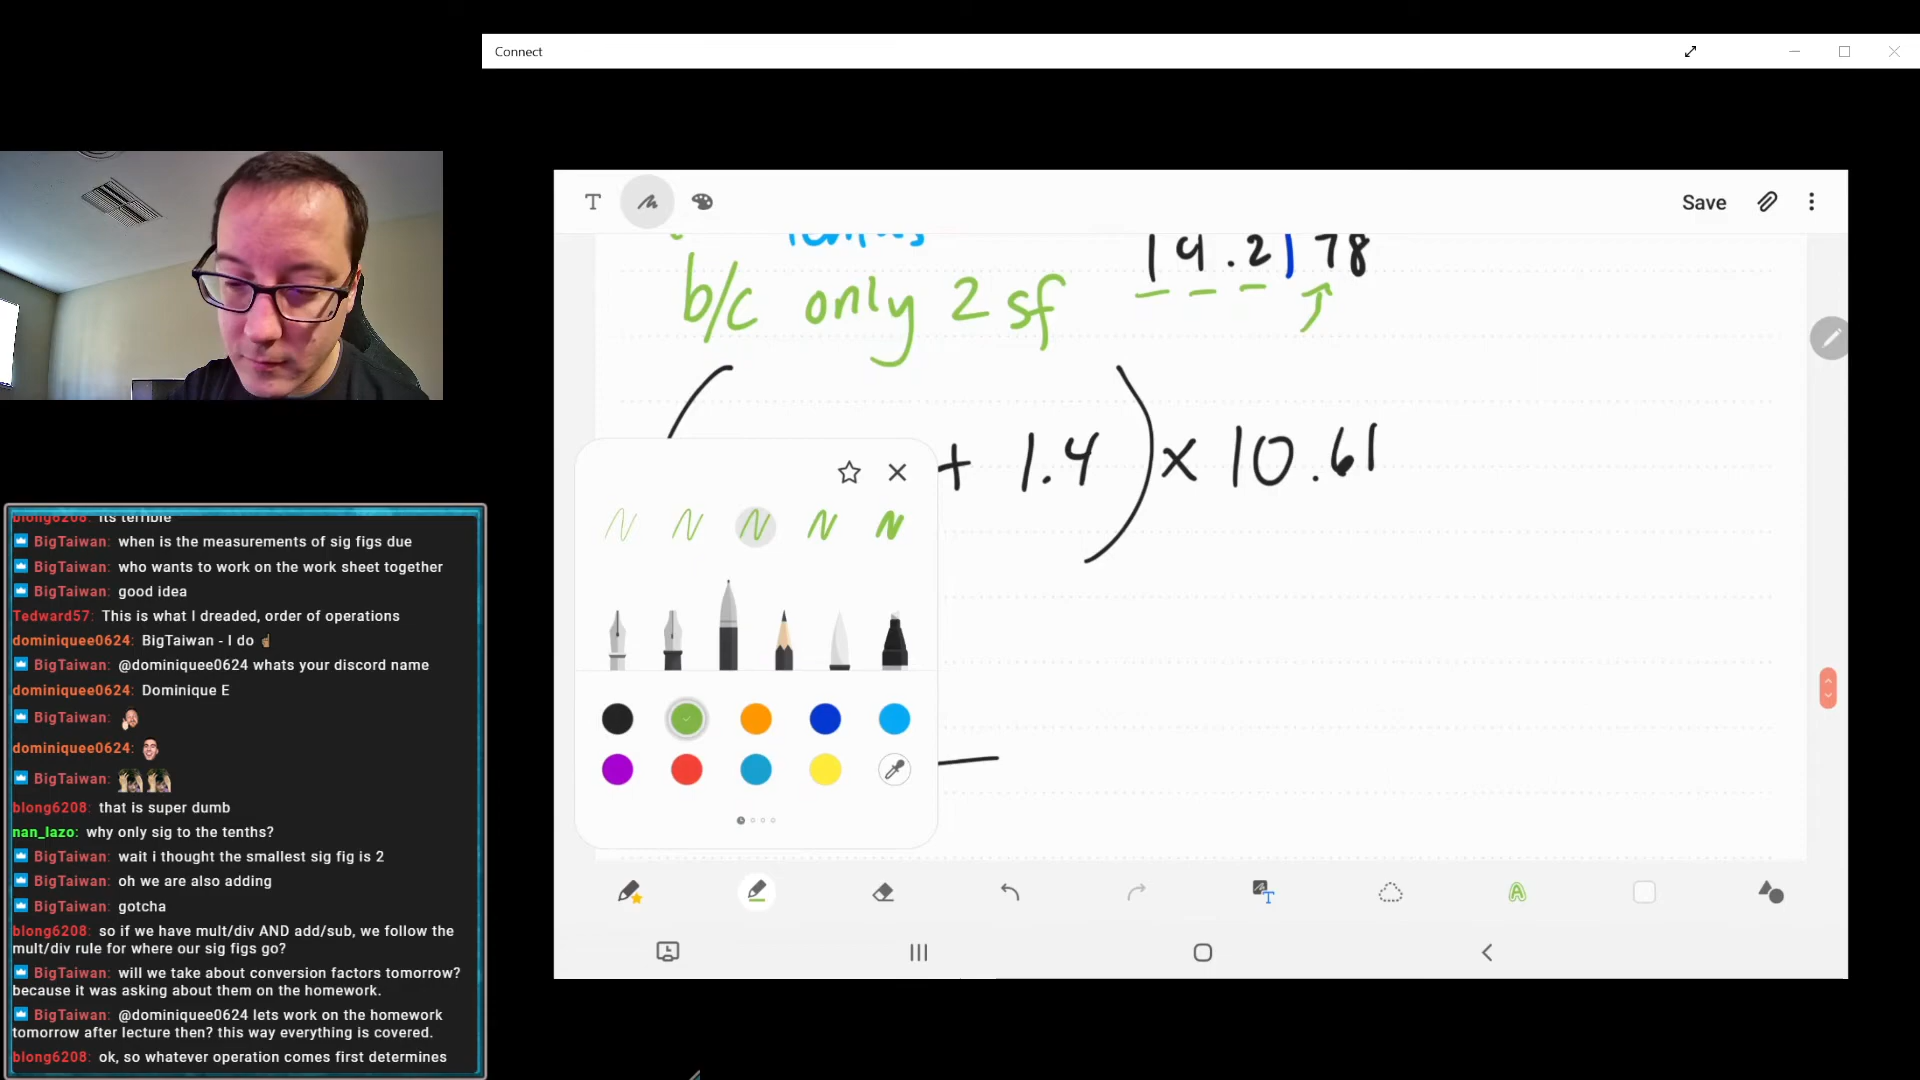 Connect
T
Save
tenths
14.2178
b/c only 2 sf
+ 1.4 ) × 10.61
blong6208: its terrible
BigTaiwan: when is the measurements of sig figs due
BigTaiwan: who wants to work on the work sheet together
BigTaiwan: good idea
Tedward57: This is what I dreaded, order of operations
dominiquee0624: BigTaiwan - I do
BigTaiwan: @dominiquee0624 whats your discord name
dominiquee0624: Dominique E
BigTaiwan:
dominiquee0624:
BigTaiwan:
blong6208: that is super dumb
nan_lazo: why only sig to the tenths?
BigTaiwan: wait i thought the smallest sig fig is 2
BigTaiwan: oh we are also adding
BigTaiwan: gotcha
blong6208: so if we have mult/div AND add/sub, we follow the
mult/div rule for where our sig figs go?
BigTaiwan: will we take about conversion factors tomorrow?
because it was asking about them on the homework.
BigTaiwan: @dominiquee0624 lets work on the homework
tomorrow after lecture then? this way everything is covered.
blong6208: ok, so whatever operation comes first determines